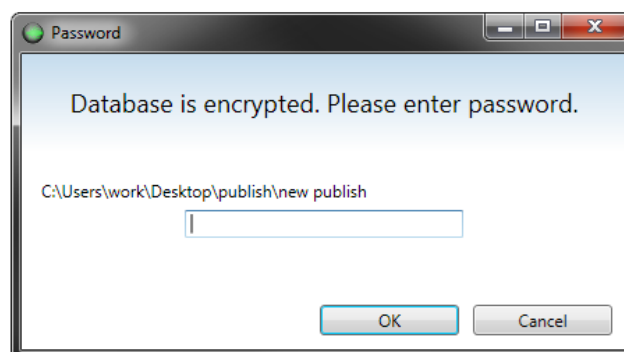 Password
Database is encrypted. Please enter password.
C:\Users\work\Desktop\publish\new publish
OK
Cancel